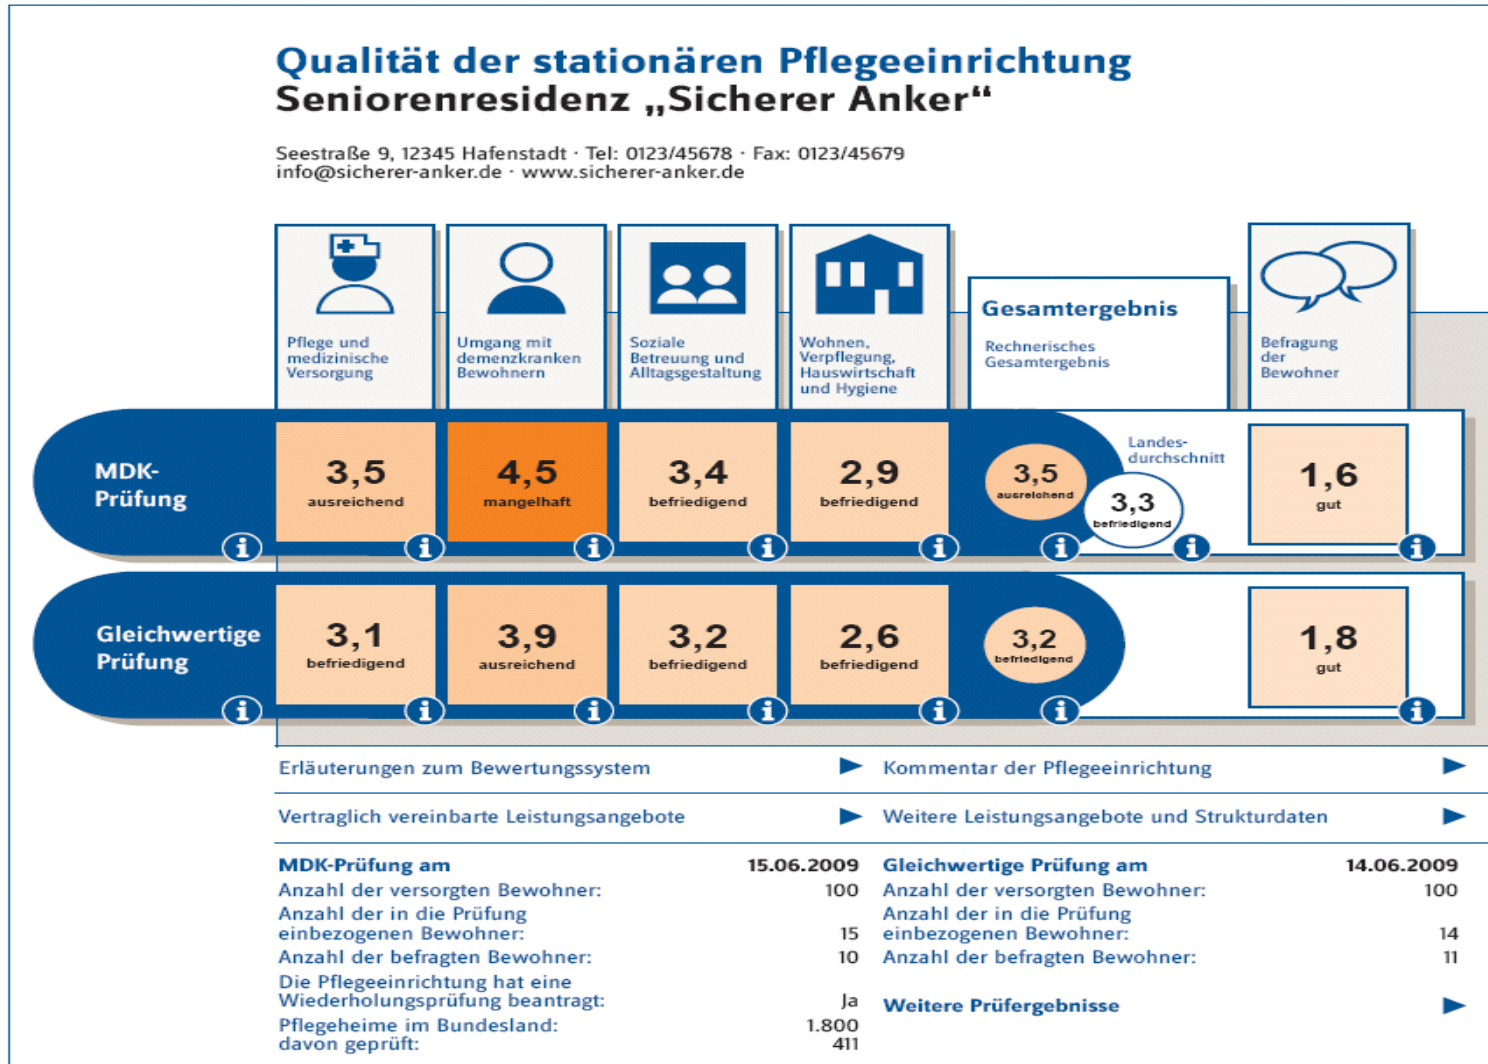 Qualität der stationären Pflegeeinrichtung
Seniorenresidenz „Sicherer Anker“
Seestraße 9, 12345 Hafenstadt · Tel: 0123/45678 · Fax: 0123/45679
info@sicherer-anker.de · www.sicherer-anker.de
Pflege und
medizinische
Versorgung
Umgang mit
demenzkranken
Bewohnern
Soziale
Betreuung und
Alltagsgestaltung
Wohnen,
Verpflegung,
Hauswirtschaft
und Hygiene
Gesamtergebnis
Rechnerisches
Gesamtergebnis
Befragung
der
Bewohner
MDK-
Prüfung
3,5
ausreichend
4,5
mangelhaft
3,4
befriedigend
2,9
befriedigend
3,5
ausreichend
Landes-
durchschnitt
3,3
befriedigend
1,6
gut
i i i i i i i i
Gleichwertige
Prüfung
3,1
befriedigend
3,9
ausreichend
3,2
befriedigend
2,6
befriedigend
3,2
befriedigend
1,8
gut
i i i i i i i
Erläuterungen zum Bewertungssystem
Kommentar der Pflegeeinrichtung
Vertraglich vereinbarte Leistungsangebote
Weitere Leistungsangebote und Strukturdaten
MDK-Prüfung am 15.06.2009
Anzahl der versorgten Bewohner: 100
Anzahl der in die Prüfung
einbezogenen Bewohner: 15
Anzahl der befragten Bewohner: 10
Die Pflegeeinrichtung hat eine
Wiederholungsprüfung beantragt: Ja
Pflegeheime im Bundesland: 1.800
davon geprüft: 411
Gleichwertige Prüfung am 14.06.2009
Anzahl der versorgten Bewohner: 100
Anzahl der in die Prüfung
einbezogenen Bewohner: 14
Anzahl der befragten Bewohner: 11
Weitere Prüfergebnisse